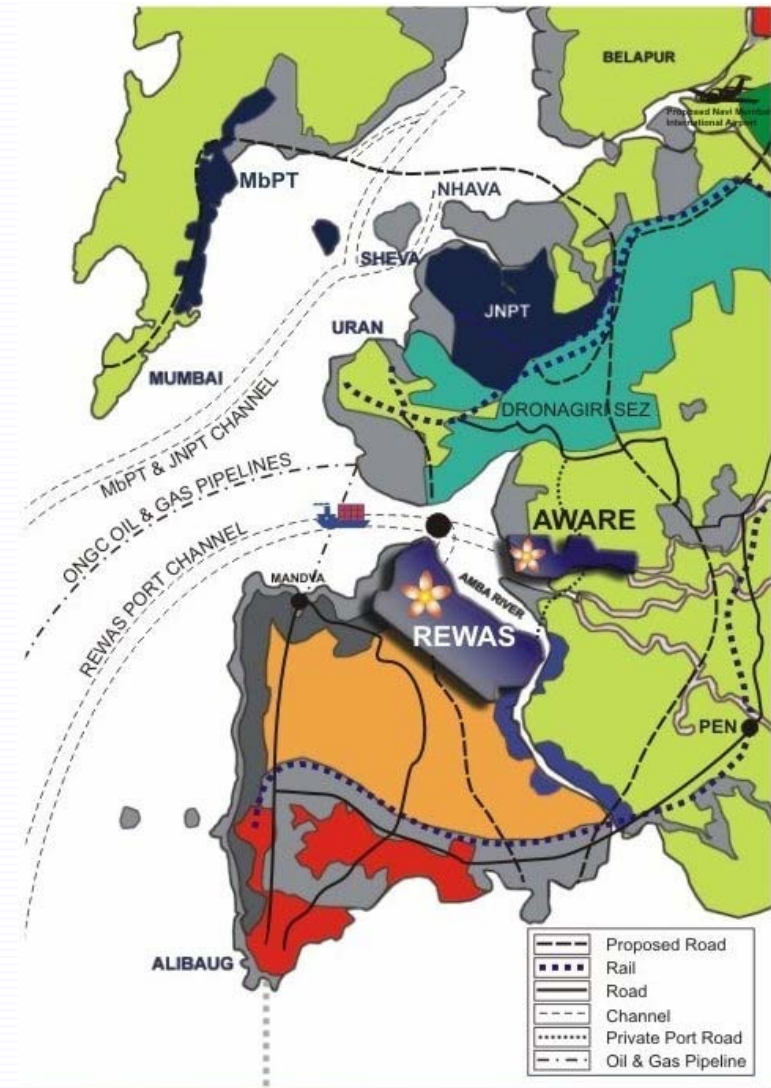 BELAPUR
Proposed Navi Mumbai
International Airport
MbPT
NHAVA
SHEVA
JNPT
URAN
MUMBAI
DRONAGIRI SEZ
MbPT & JNPT CHANNEL
ONGC OIL & GAS PIPELINES
REWAS PORT CHANNEL
AWARE
MANDVA
AMBA RIVER
REWAS
PEN
ALIBAUG
Proposed Road
Rail
Road
Channel
Private Port Road
Oil & Gas Pipeline